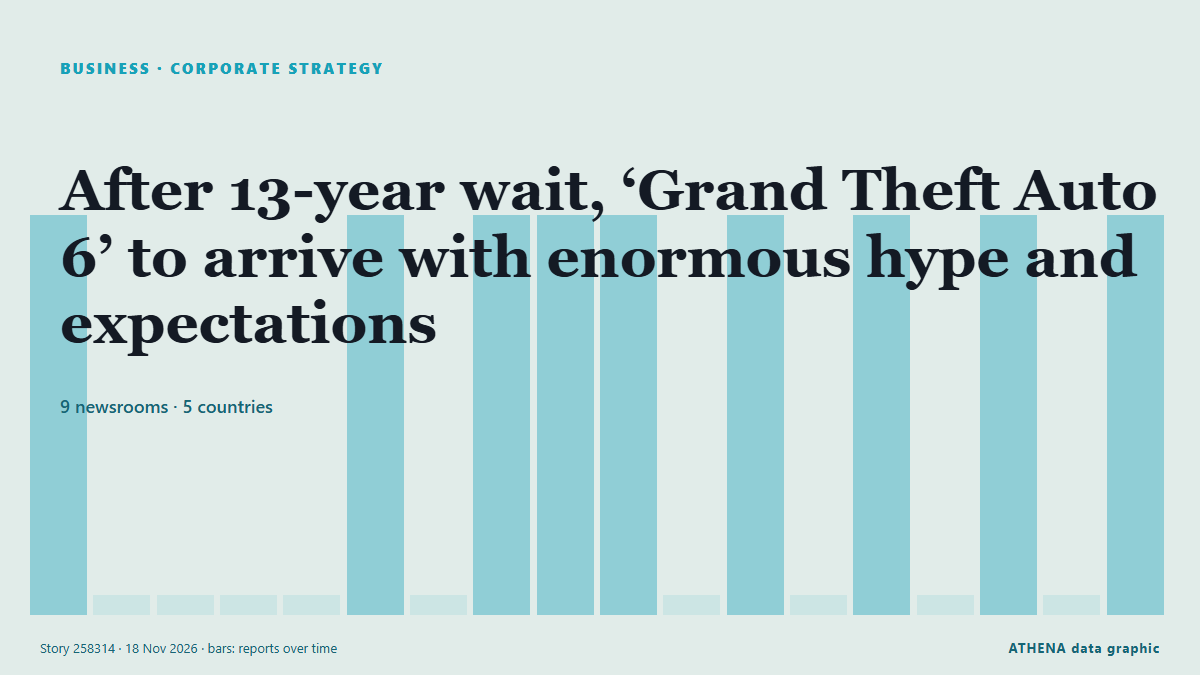 BUSINESS · CORPORATE STRATEGY
After 13-year wait, ‘Grand Theft Auto
6’ to arrive with enormous hype and
expectations
9 newsrooms · 5 countries
Story 258314 · 18 Nov 2026 · bars: reports over time
ATHENA data graphic